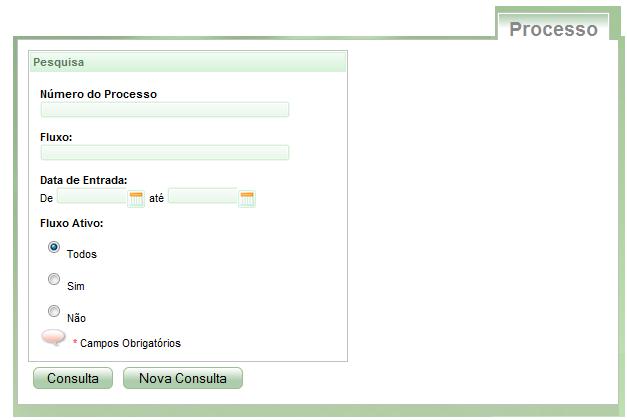 Processo
Pesquisa
Número do Processo
Fluxo:
Data de Entrada:
De até
Fluxo Ativo:
Todos
Sim
Não
* Campos Obrigatórios
Consulta Nova Consulta